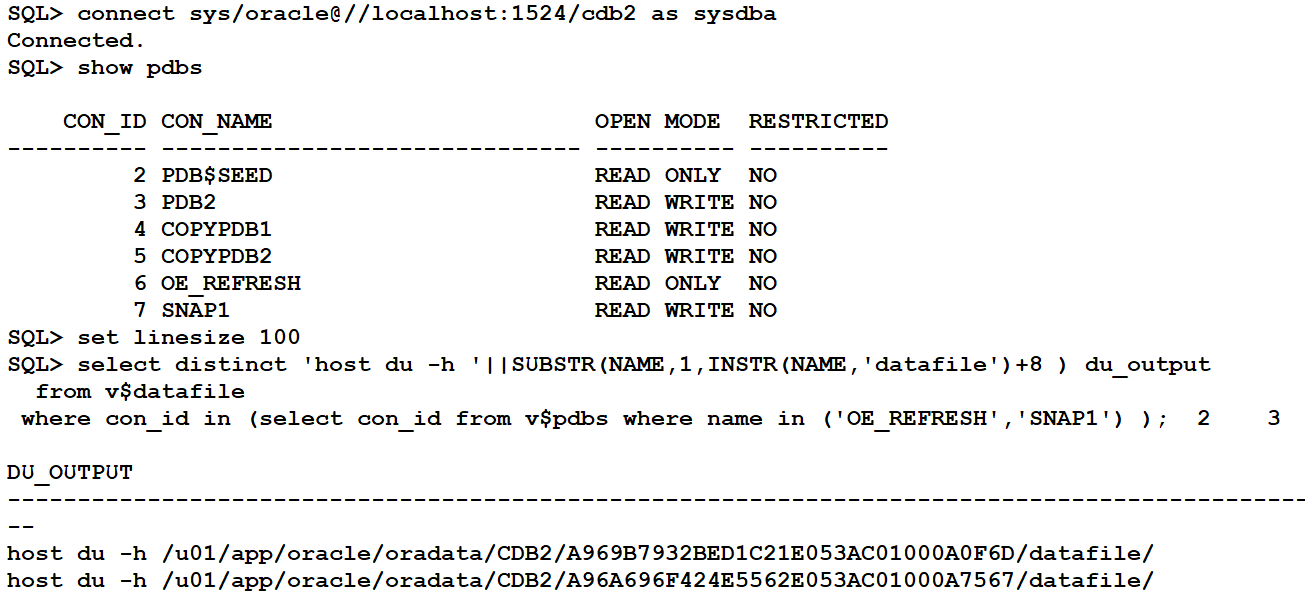 SQL> connect sys/oracle@//localhost:1524/cdb2 as sysdba
Connected.
SQL> show pdbs

    CON_ID CON_NAME                       OPEN MODE  RESTRICTED
---------- ------------------------------ ---------- ----------
         2 PDB$SEED                       READ ONLY  NO
         3 PDB2                           READ WRITE NO
         4 COPYPDB1                       READ WRITE NO
         5 COPYPDB2                       READ WRITE NO
         6 OE_REFRESH                     READ ONLY  NO
         7 SNAP1                          READ WRITE NO
SQL> set linesize 100
SQL> select distinct 'host du -h '||SUBSTR(NAME,1,INSTR(NAME,'datafile')+8 ) du_output
  from v$datafile
 where con_id in (select con_id from v$pdbs where name in ('OE_REFRESH','SNAP1') );  2    3

DU_OUTPUT
---------------------------------------------------------------------------------------------
--
host du -h /u01/app/oracle/oradata/CDB2/A969B7932BED1C21E053AC01000A0F6D/datafile/
host du -h /u01/app/oracle/oradata/CDB2/A96A696F424E5562E053AC01000A7567/datafile/